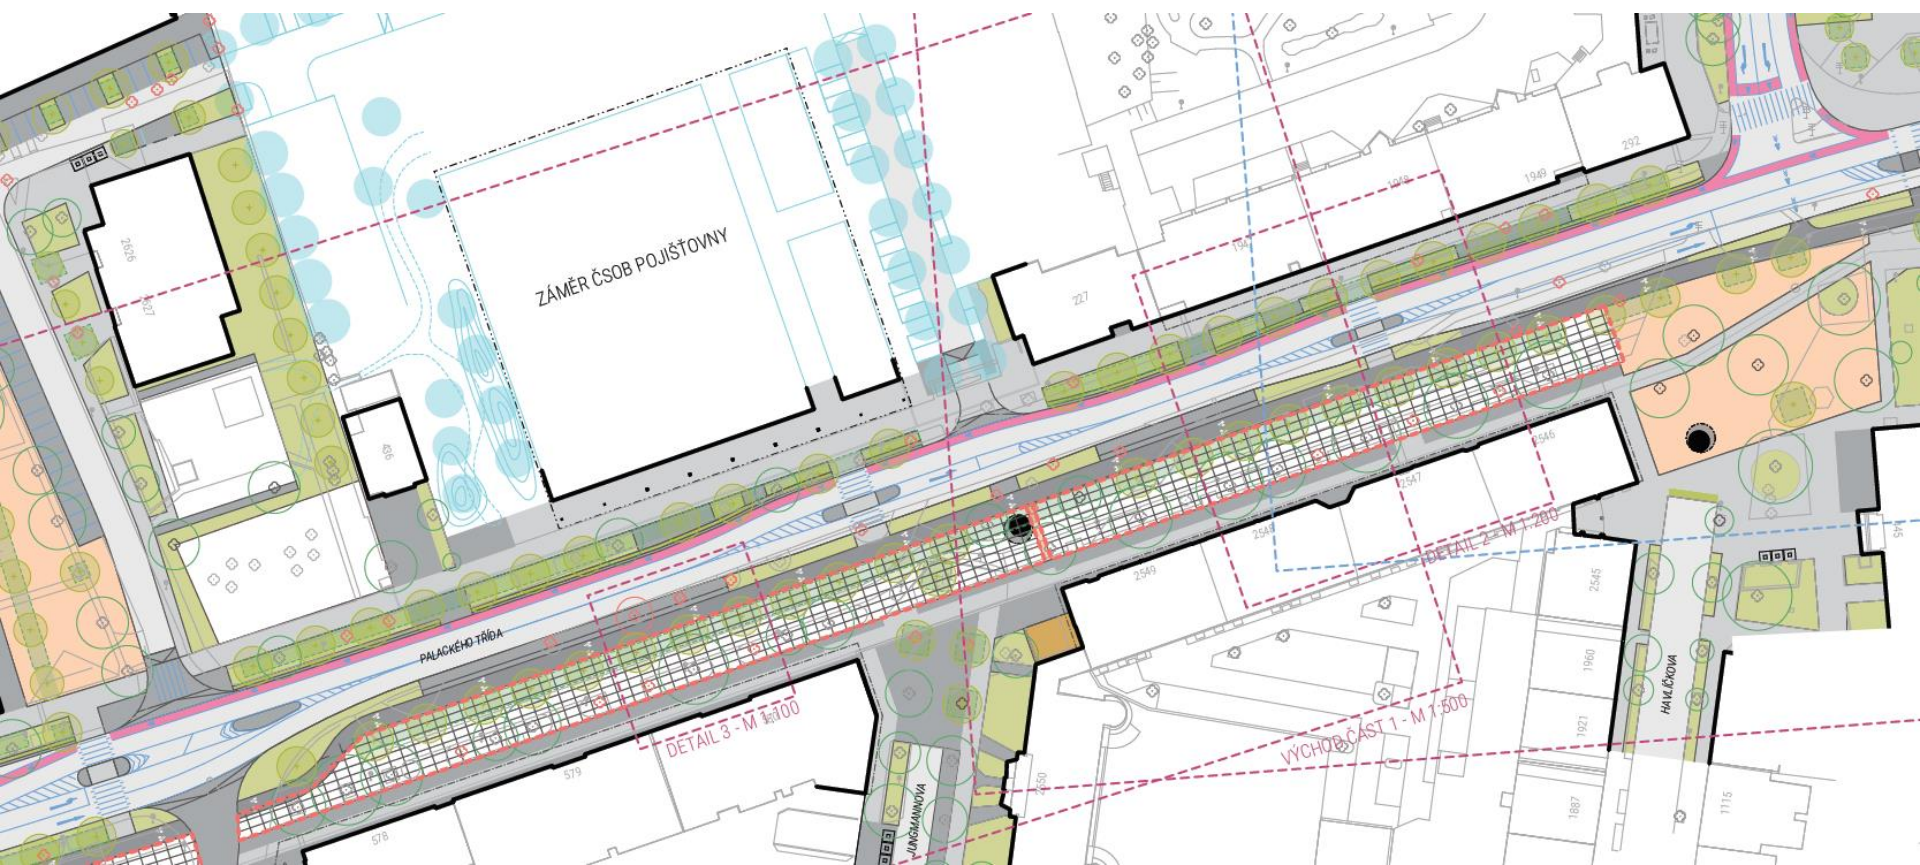 ZÁMĚR ČSOB POJIŠŤOVNY
2626
436
227
1948
1949
292
2546
2547
2548
2549
DETAIL 2 - M 1:200
PALACKÉHO TŘÍDA
DETAIL 3 - M 1:100
VÝCHOD ČÁST 1 - M 1:500
579
578
JUNGMANNOVA
2545
1960
1921
1887
1115
HAVLÍČKOVA